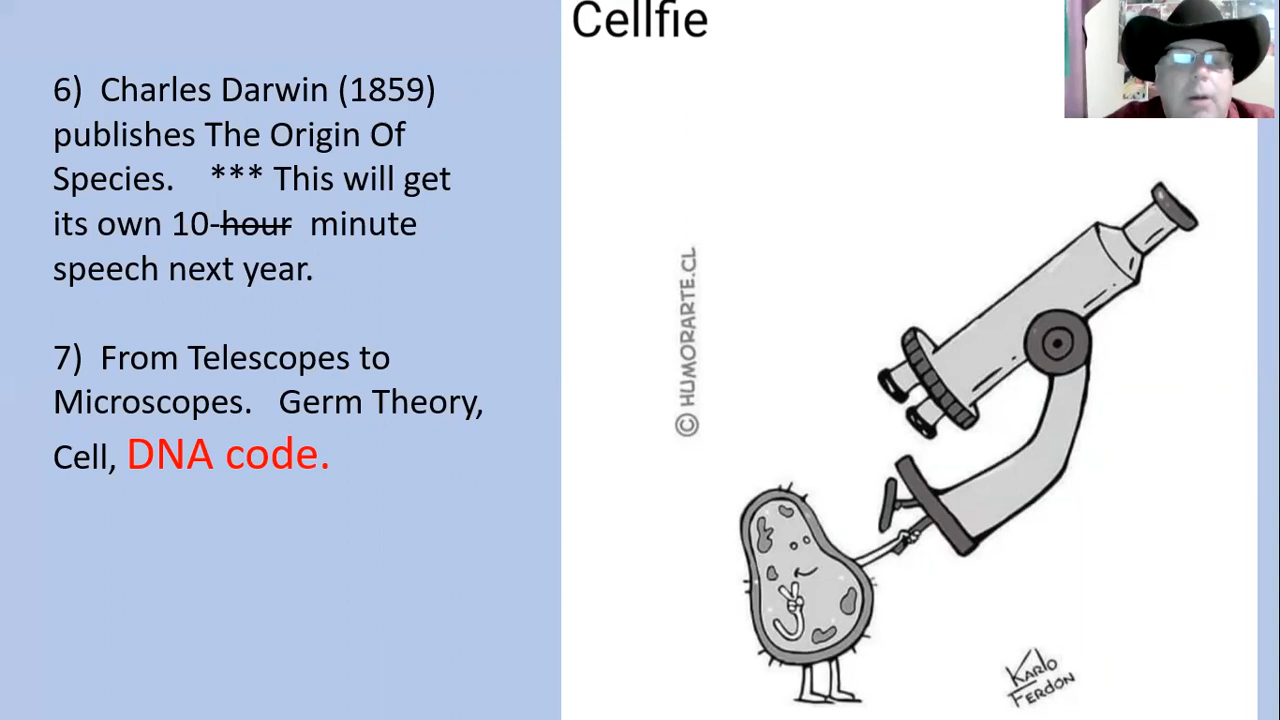 Cellfie
6) Charles Darwin (1859)
publishes The Origin Of
Species. *** This will get
its own 10-hour minute
speech next year.
7) From Telescopes to
Microscopes. Germ Theory,
Cell, DNA code.
© HUMORARTE.CL
KARlO
FERDON